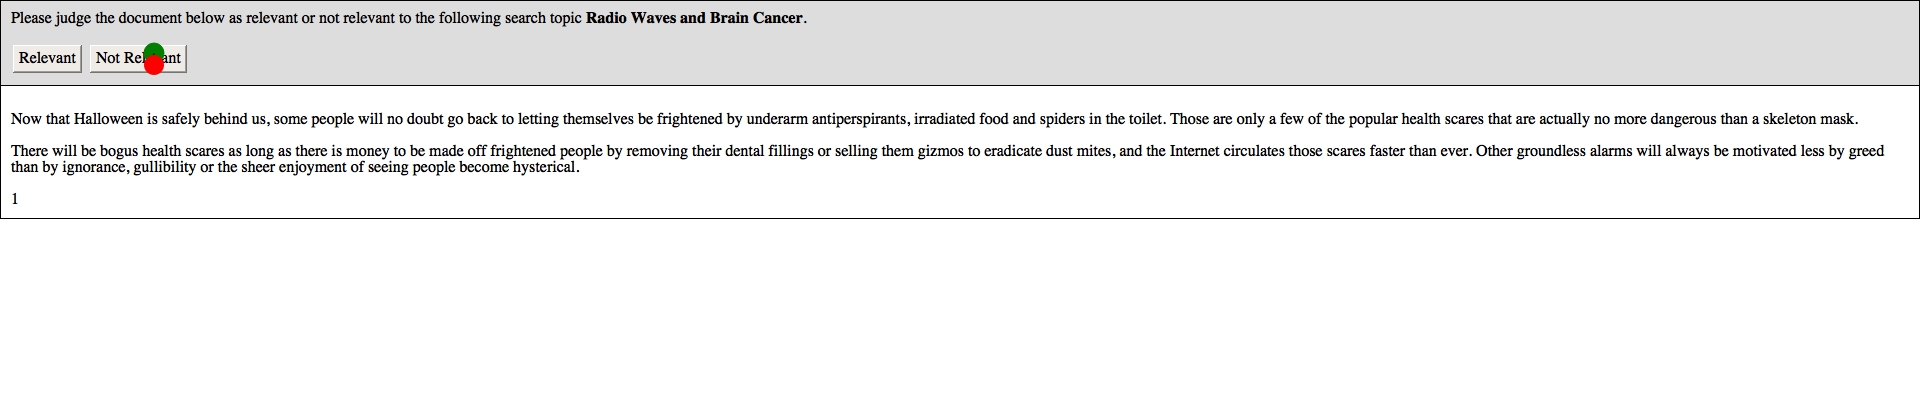 Please judge the document below as relevant or not relevant to the following search topic Radio Waves and Brain Cancer.
Relevant Not
Now that Halloween is safely behind us, some people will no doubt go back to letting themselves be frightened by underarm antiperspirants, irradiated food and spiders in the toilet. Those are only a few of the popular health scares that are actually no more dangerous than a skeleton mask.
There will be bogus health scares as long as there is money to be made off frightened people by removing their dental fillings or selling them gizmos to eradicate dust mites, and the Internet circulates those scares faster than ever. Other groundless alarms will always be motivated less by greed
than by ignorance, gullibility or the sheer enjoyment of seeing people become hysterical.
1